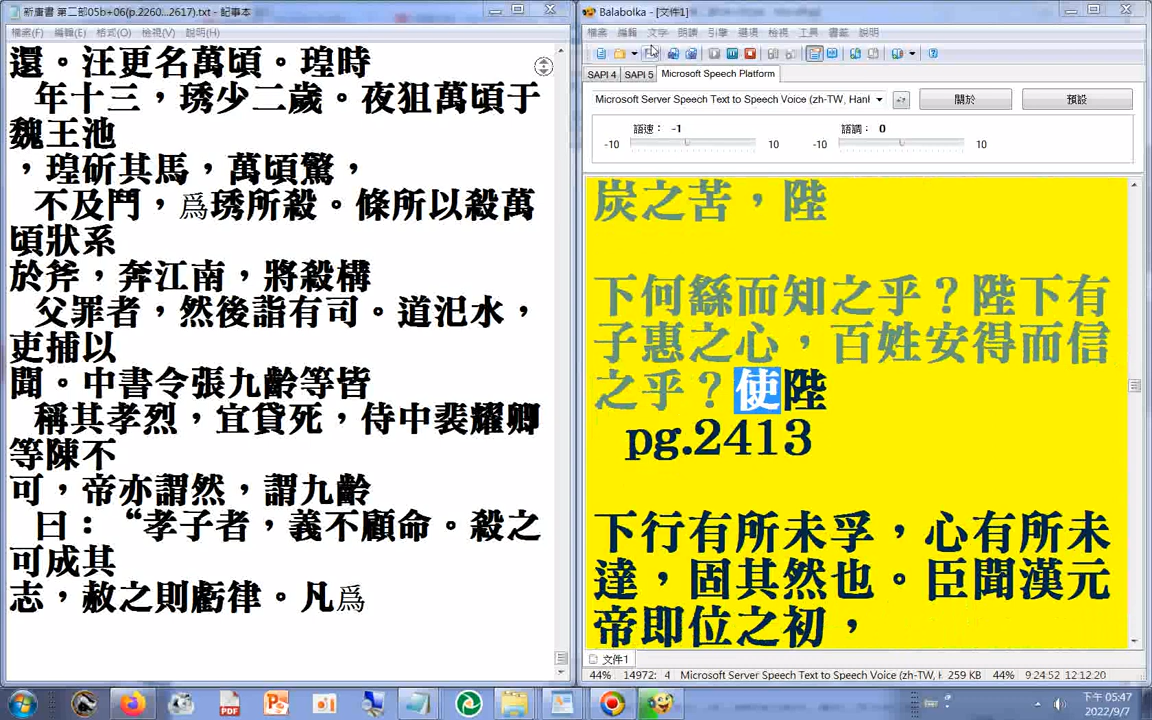 新唐書 第二部05b+06(p.2260...2617).txt - 記事本
檔案(F) 編輯(E) 格式(O) 檢視(V) 說明(H)
還。汪更名萬頃。瑝時
年十三，琇少二歲。夜狙萬頃于
魏王池
，瑝斫其馬，萬頃驚，
不及鬥，爲琇所殺。條所以殺萬
頃狀系
於斧，奔江南，將殺構
父罪者，然後詣有司。道汜水，
吏捕以
聞。中書令張九齡等皆
稱其孝烈，宜貸死，侍中裴耀卿
等陳不
可，帝亦謂然，謂九齡
曰：“孝子者，義不顧命。殺之
可成其
志，赦之則虧律。凡爲
Balabolka - [文件1]
檔案 編輯 文字 朗讀 引擎 選項 檢視 工具 書籤 說明
SAPI 4 SAPI 5 Microsoft Speech Platform
Microsoft Server Speech Text to Speech Voice (zh-TW, Hanl
關於
預設
語速： -1
語調： 0
-10 10 -10 10
炭之苦，陛
下何繇而知之乎？陛下有
子惠之心，百姓安得而信
之乎？使陛
pg.2413
下行有所未孚，心有所未
達，固其然也。臣聞漢元
帝即位之初，
文件1
44% 14972: 4 Microsoft Server Speech Text to Speech Voice (zh-TW, H 259 KB 44% 9:24:52 12:12:20
下午 05:47
2022/9/7